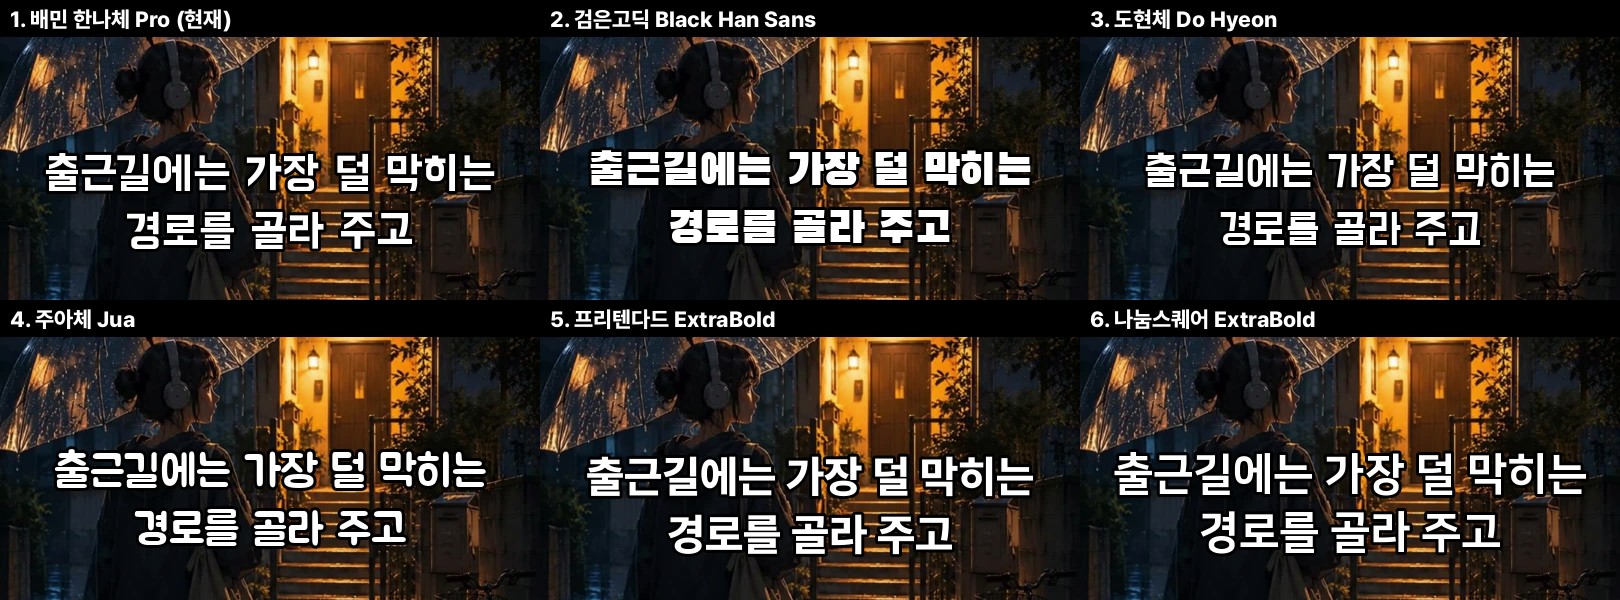 1. 배민 한나체 Pro (현재)
출근길에는 가장 덜 막히는
경로를 골라 주고
2. 검은고딕 Black Han Sans
출근길에는 가장 덜 막히는
경로를 골라 주고
3. 도현체 Do Hyeon
출근길에는 가장 덜 막히는
경로를 골라 주고
4. 주아체 Jua
출근길에는 가장 덜 막히는
경로를 골라 주고
5. 프리텐다드 ExtraBold
출근길에는 가장 덜 막히는
경로를 골라 주고
6. 나눔스퀘어 ExtraBold
출근길에는 가장 덜 막히는
경로를 골라 주고